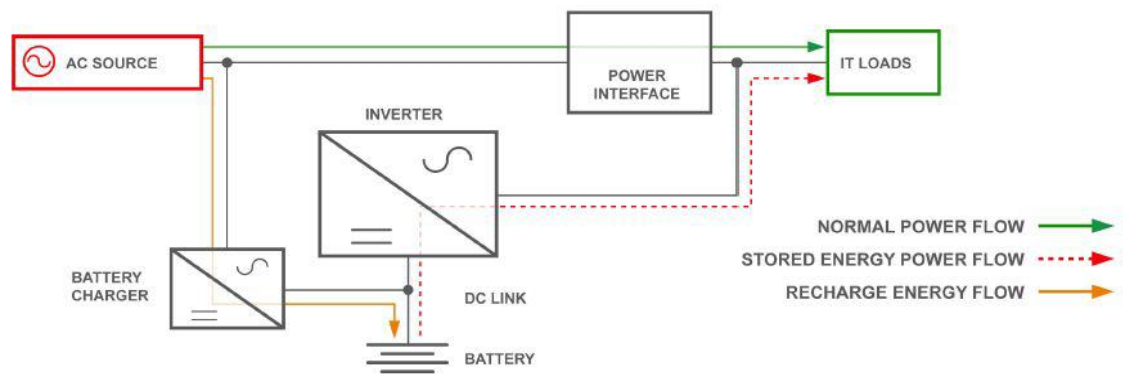 AC SOURCE
POWER
INTERFACE
IT LOADS
INVERTER
NORMAL POWER FLOW
STORED ENERGY POWER FLOW
RECHARGE ENERGY FLOW
BATTERY
CHARGER
DC LINK
BATTERY